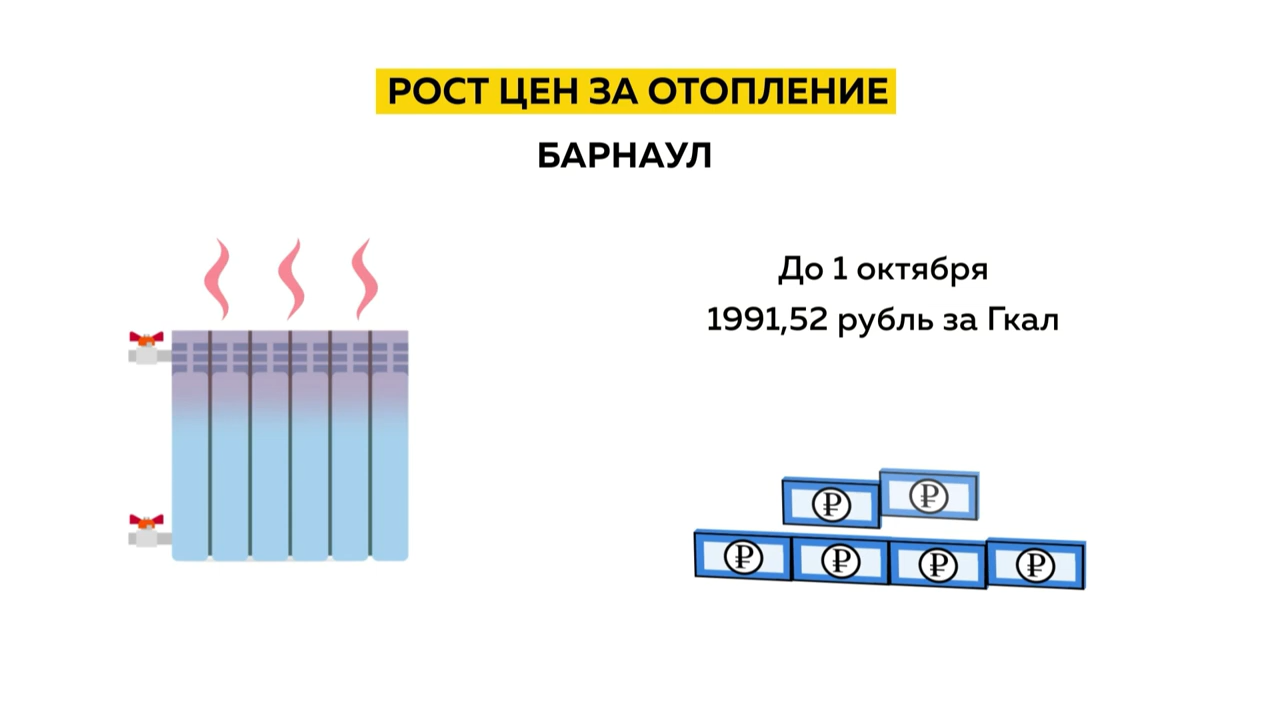 РОСТ ЦЕН ЗА ОТОПЛЕНИЕ
БАРНАУЛ
До 1 октября
1991,52 рубль за Гкал
₽ ₽
₽ ₽ ₽ ₽